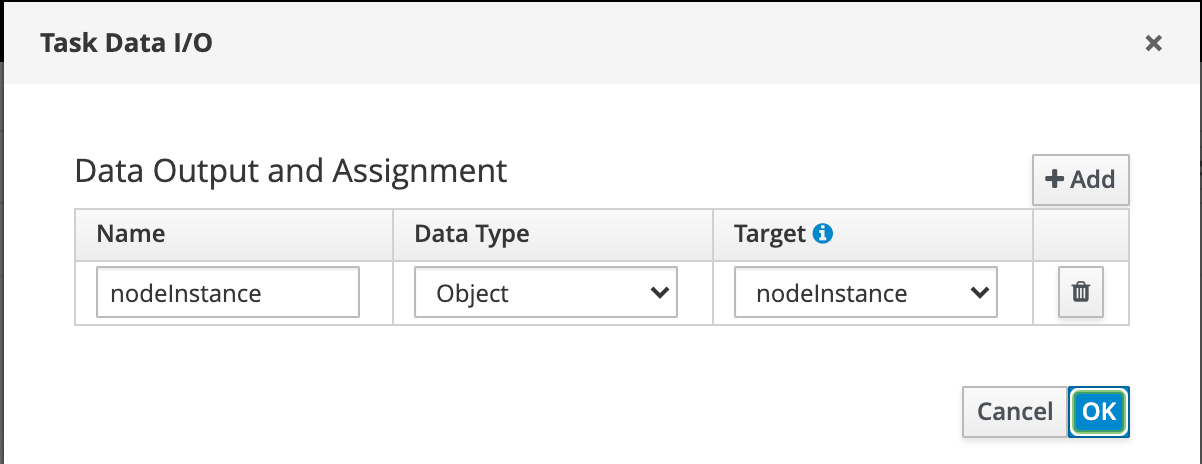 Task Data I/O
Data Output and Assignment
Add
Name Data Type Target
nodeInstance Object nodeInstance
Cancel OK